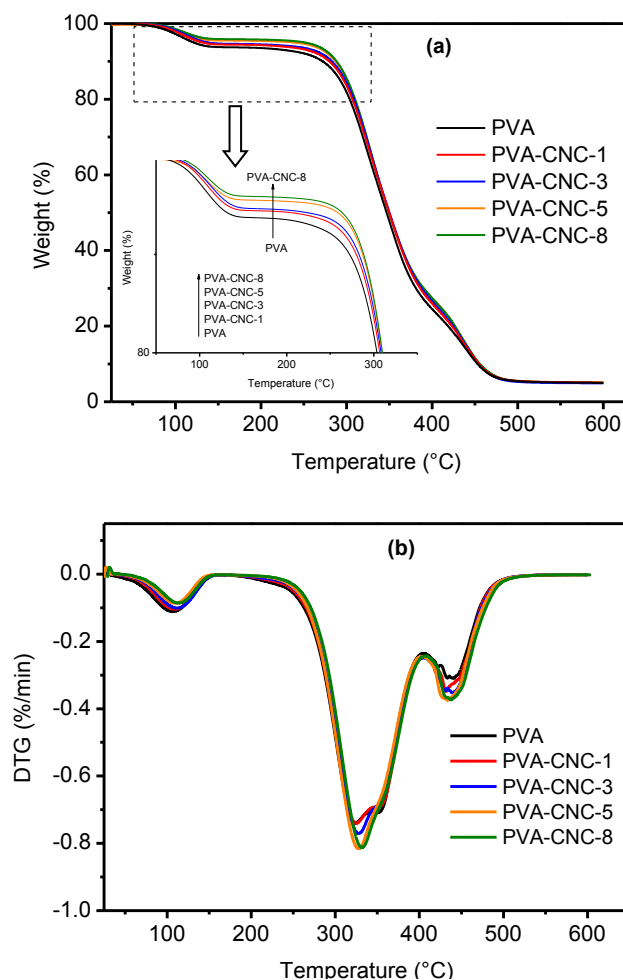 100
80
60
40
20
0
Weight (%)
(a)
PVA
PVA-CNC-1
PVA-CNC-3
PVA-CNC-5
PVA-CNC-8
Weight (%)
80
PVA-CNC-8
PVA
PVA-CNC-8
PVA-CNC-5
PVA-CNC-3
PVA-CNC-1
PVA
100
200
300
Temperature (°C)
100 200 300 400 500 600
Temperature (°C)
(b)
0.0
-0.2
-0.4
-0.6
-0.8
-1.0
DTG (%/min)
PVA
PVA-CNC-1
PVA-CNC-3
PVA-CNC-5
PVA-CNC-8
100 200 300 400 500 600
Temperature (°C)